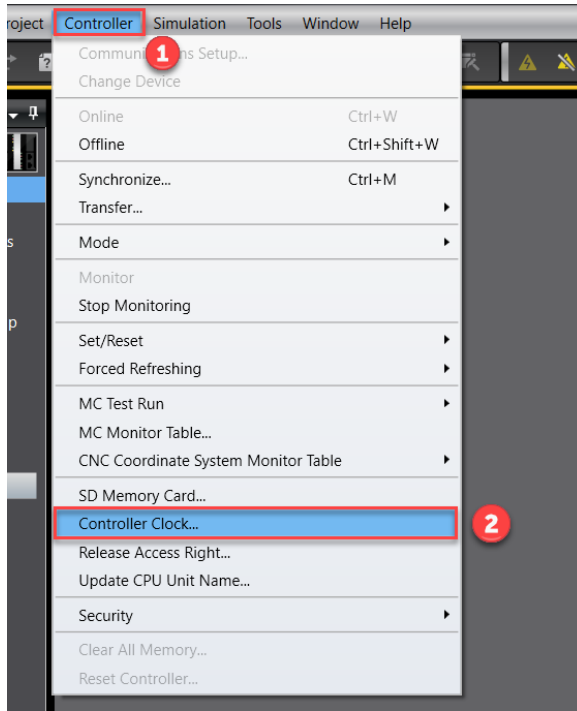 roject Controller Simulation Tools Window Help
1
Communi ns Setup...
Change Device
Online Ctrl+W
Offline Ctrl+Shift+W
Synchronize... Ctrl+M
Transfer...
s
Mode
Monitor
Stop Monitoring
p
Set/Reset
Forced Refreshing
MC Test Run
MC Monitor Table...
CNC Coordinate System Monitor Table
SD Memory Card...
Controller Clock... 2
Release Access Right...
Update CPU Unit Name...
Security
Clear All Memory...
Reset Controller...